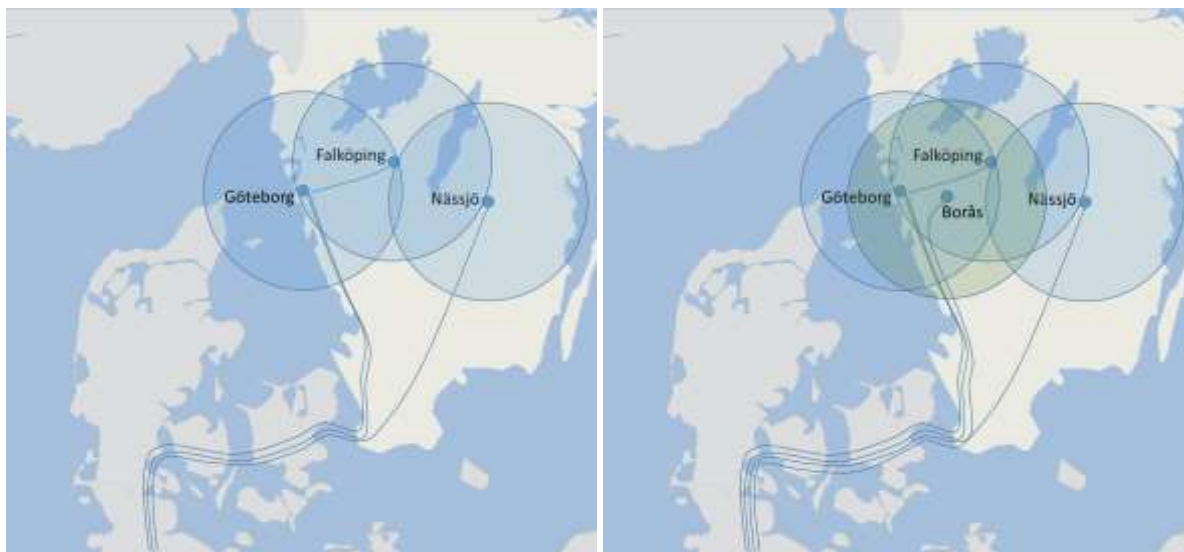 Falköping
Göteborg
Nässjö
Falköping
Göteborg
Nässjö
Borås